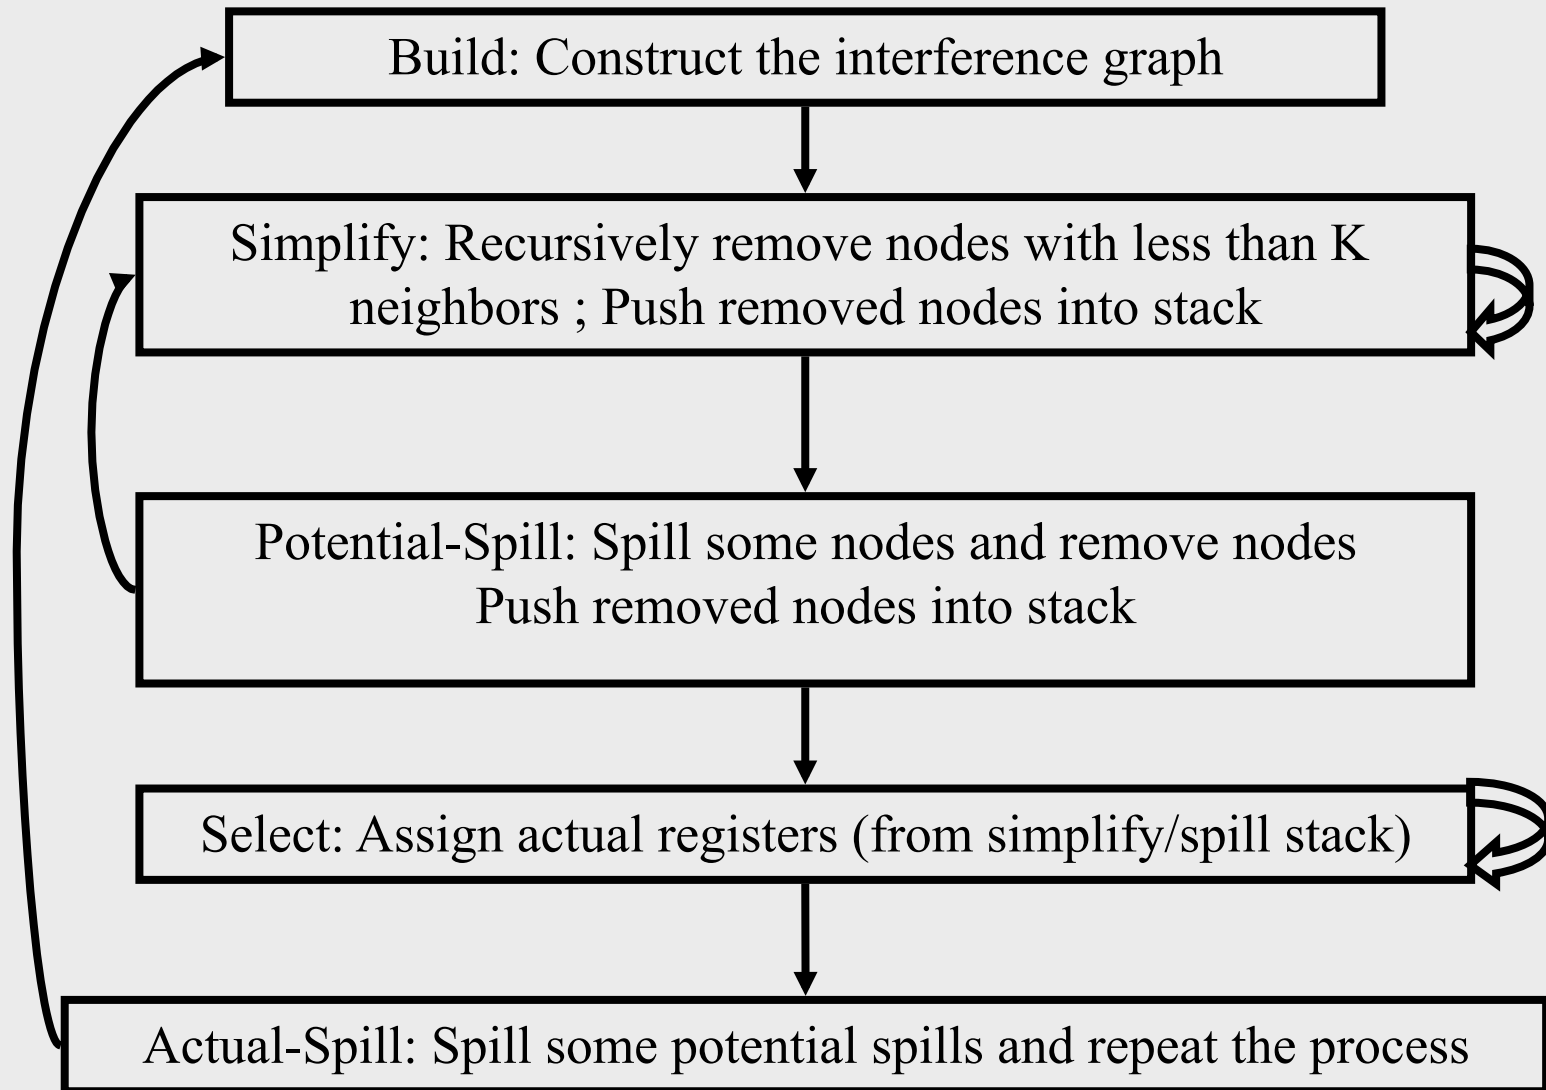 Build: Construct the interference graph
Simplify: Recursively remove nodes with less than K
neighbors ; Push removed nodes into stack
Potential-Spill: Spill some nodes and remove nodes
Push removed nodes into stack
Select: Assign actual registers (from simplify/spill stack)
Actual-Spill: Spill some potential spills and repeat the process